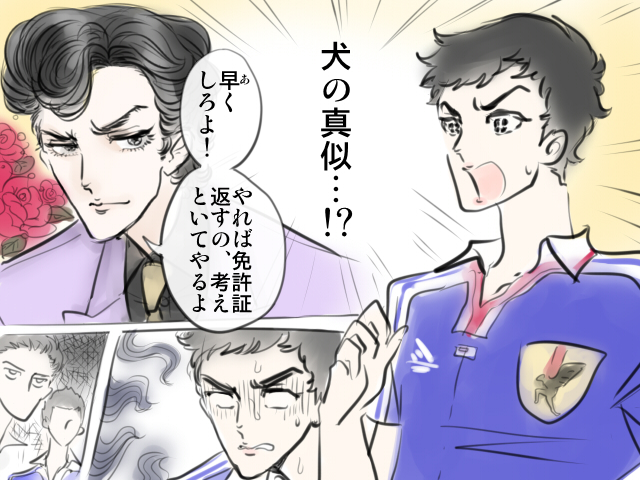 犬の真似…!?
早く
しろよ！
あ
やれば免許証
返すの、考え
といてやるよ